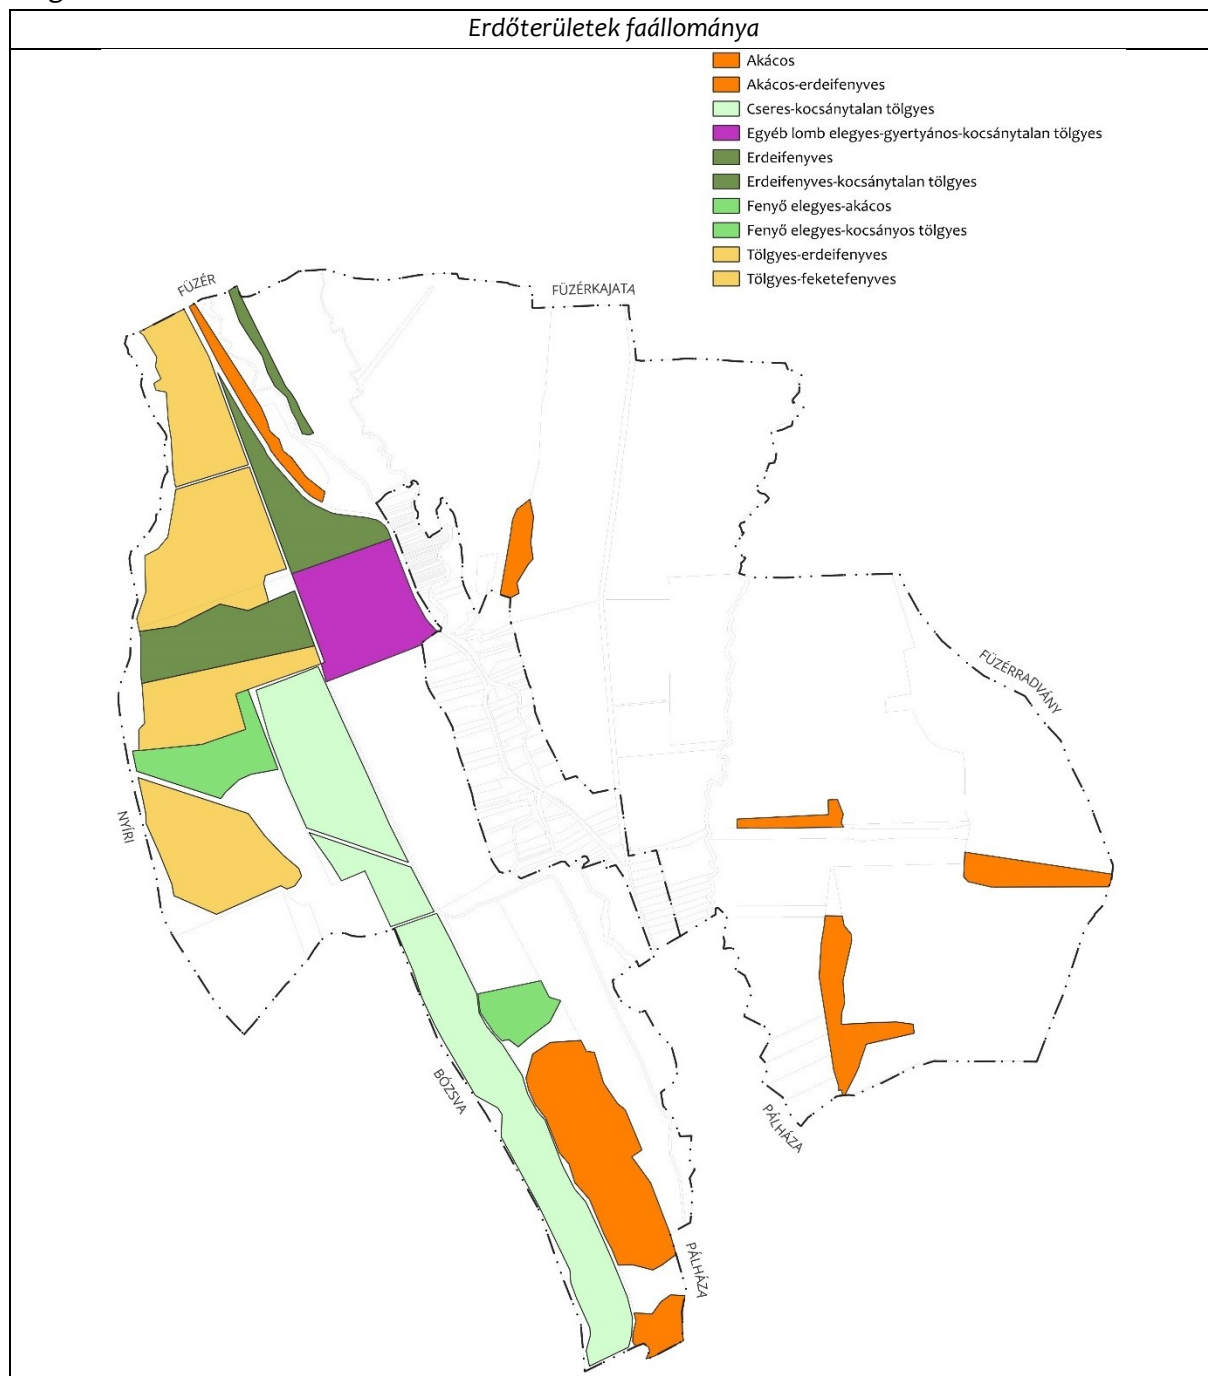 Erdőterületek faállománya
Akácos
Akácos-erdeifenyves
Cseres-kocsánytalan tölgyes
Egyéb lomb elegyes-gyertyános-kocsánytalan tölgyes
Erdeifenyves
Erdeifenyves-kocsánytalan tölgyes
Fenyő elegyes-akácos
Fenyő elegyes-kocsányos tölgyes
Tölgyes-erdeifenyves
Tölgyes-feketefenyves
FÜZÉR
FÜZÉRKAJATA
FÜZÉRRADVÁNY
NYÍRI
BÓZSVA
PÁLHÁZA
PÁLHÁZA